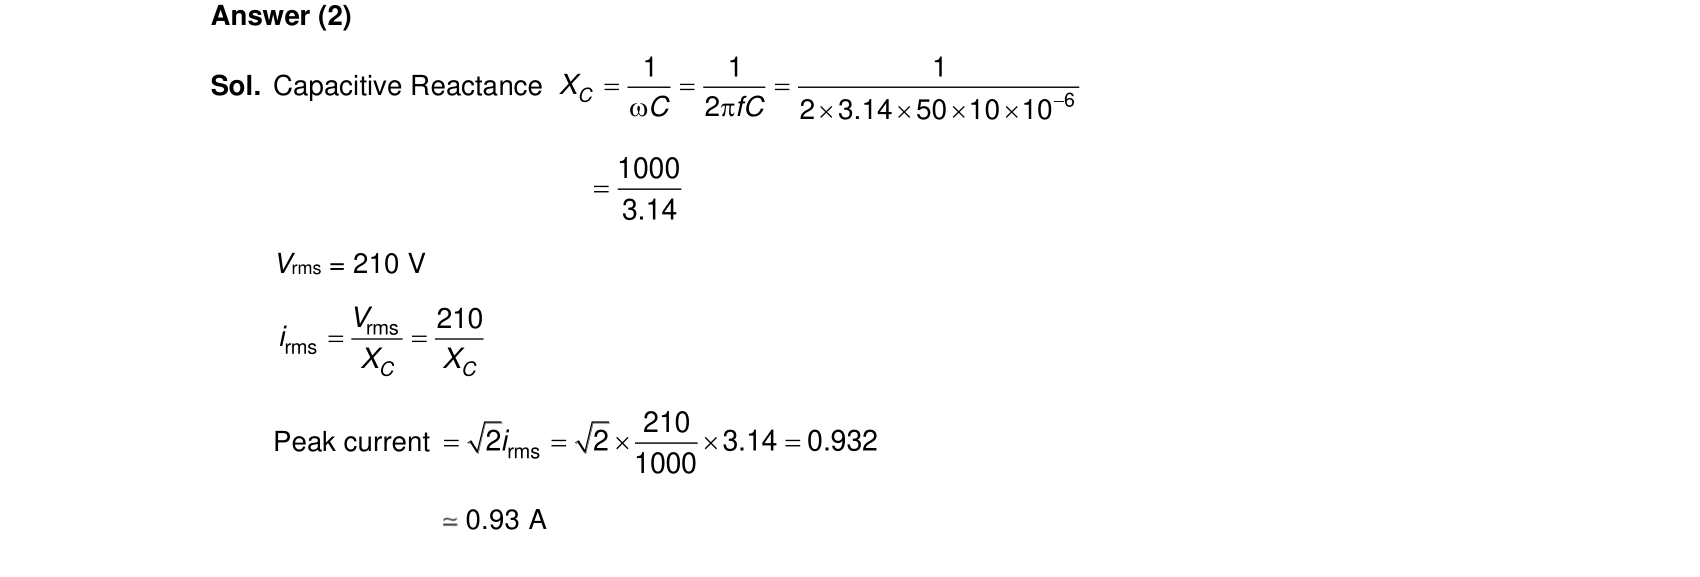 Answer (2)
Sol. Capacitive Reactance X_C = 1/ωC = 1/2πfC = 1/2×3.14×50×10×10^–6
= 1000/3.14
V_rms = 210 V
i_rms = V_rms/X_C = 210/X_C
Peak current = √2 i_rms = √2 × 210/1000 × 3.14 = 0.932
≃ 0.93 A